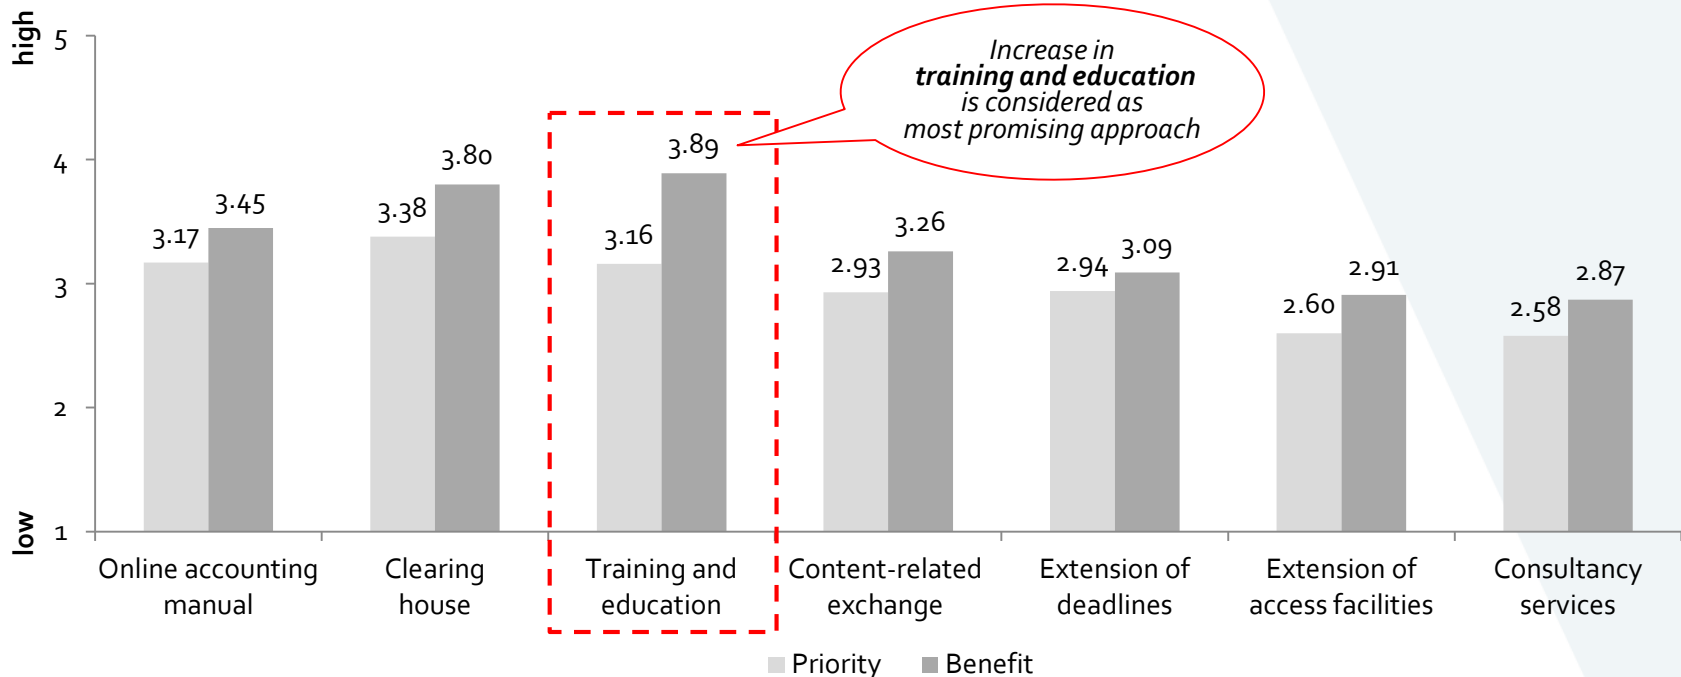 high
5
4
3
2
1
low
Increase in
training and education
is considered as
most promising approach
3.17
3.45
3.38
3.80
3.16
3.89
2.93
3.26
2.94
3.09
2.60
2.91
2.58
2.87
Online accounting
manual
Clearing
house
Training and
education
Content-related
exchange
Extension of
deadlines
Extension of
access facilities
Consultancy
services
Priority
Benefit